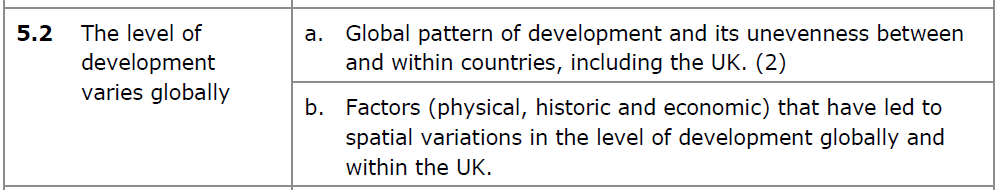 5.2 The level of
development
varies globally
a. Global pattern of development and its unevenness between
and within countries, including the UK. (2)
b. Factors (physical, historic and economic) that have led to
spatial variations in the level of development globally and
within the UK.